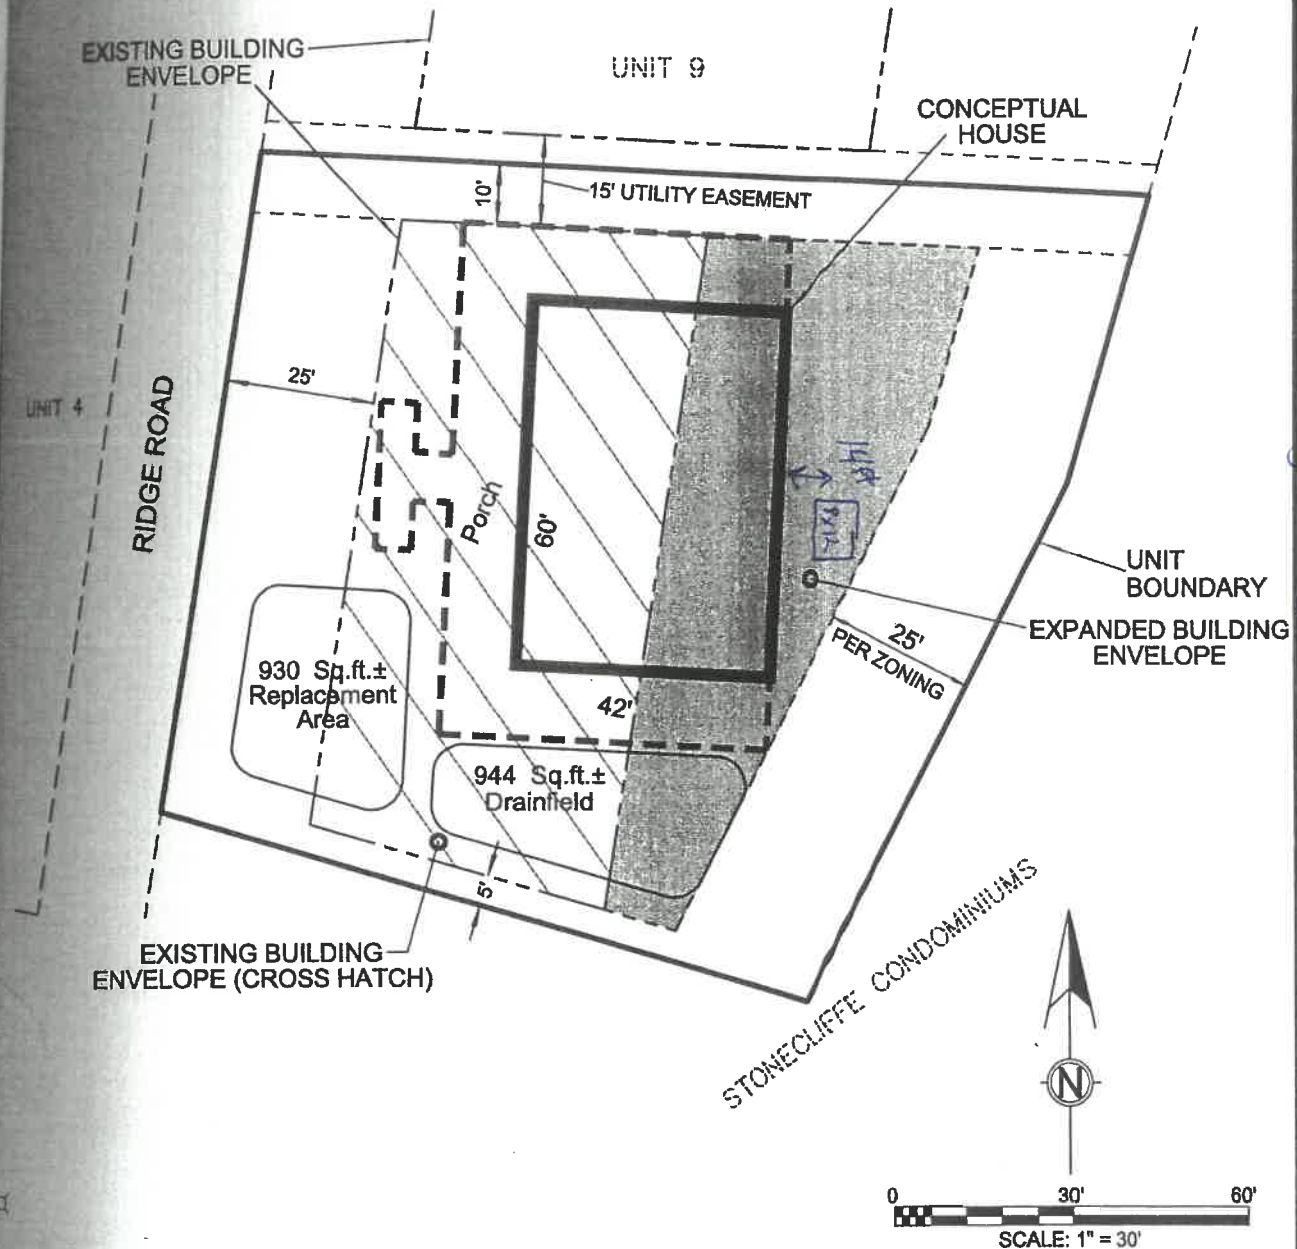 EXISTING BUILDING
ENVELOPE
UNIT 9
CONCEPTUAL
HOUSE
10'
15' UTILITY EASEMENT
25'
UNIT 4
RIDGE ROAD
Porch
60'
14ft
8x12
UNIT
BOUNDARY
EXPANDED BUILDING
ENVELOPE
25'
PER ZONING
930 Sq.ft.±
Replacement
Area
42'
944 Sq.ft.±
Drainfield
5'
EXISTING BUILDING
ENVELOPE (CROSS HATCH)
STONECLIFFE CONDOMINIUMS
N
0 30' 60'
SCALE: 1" = 30'